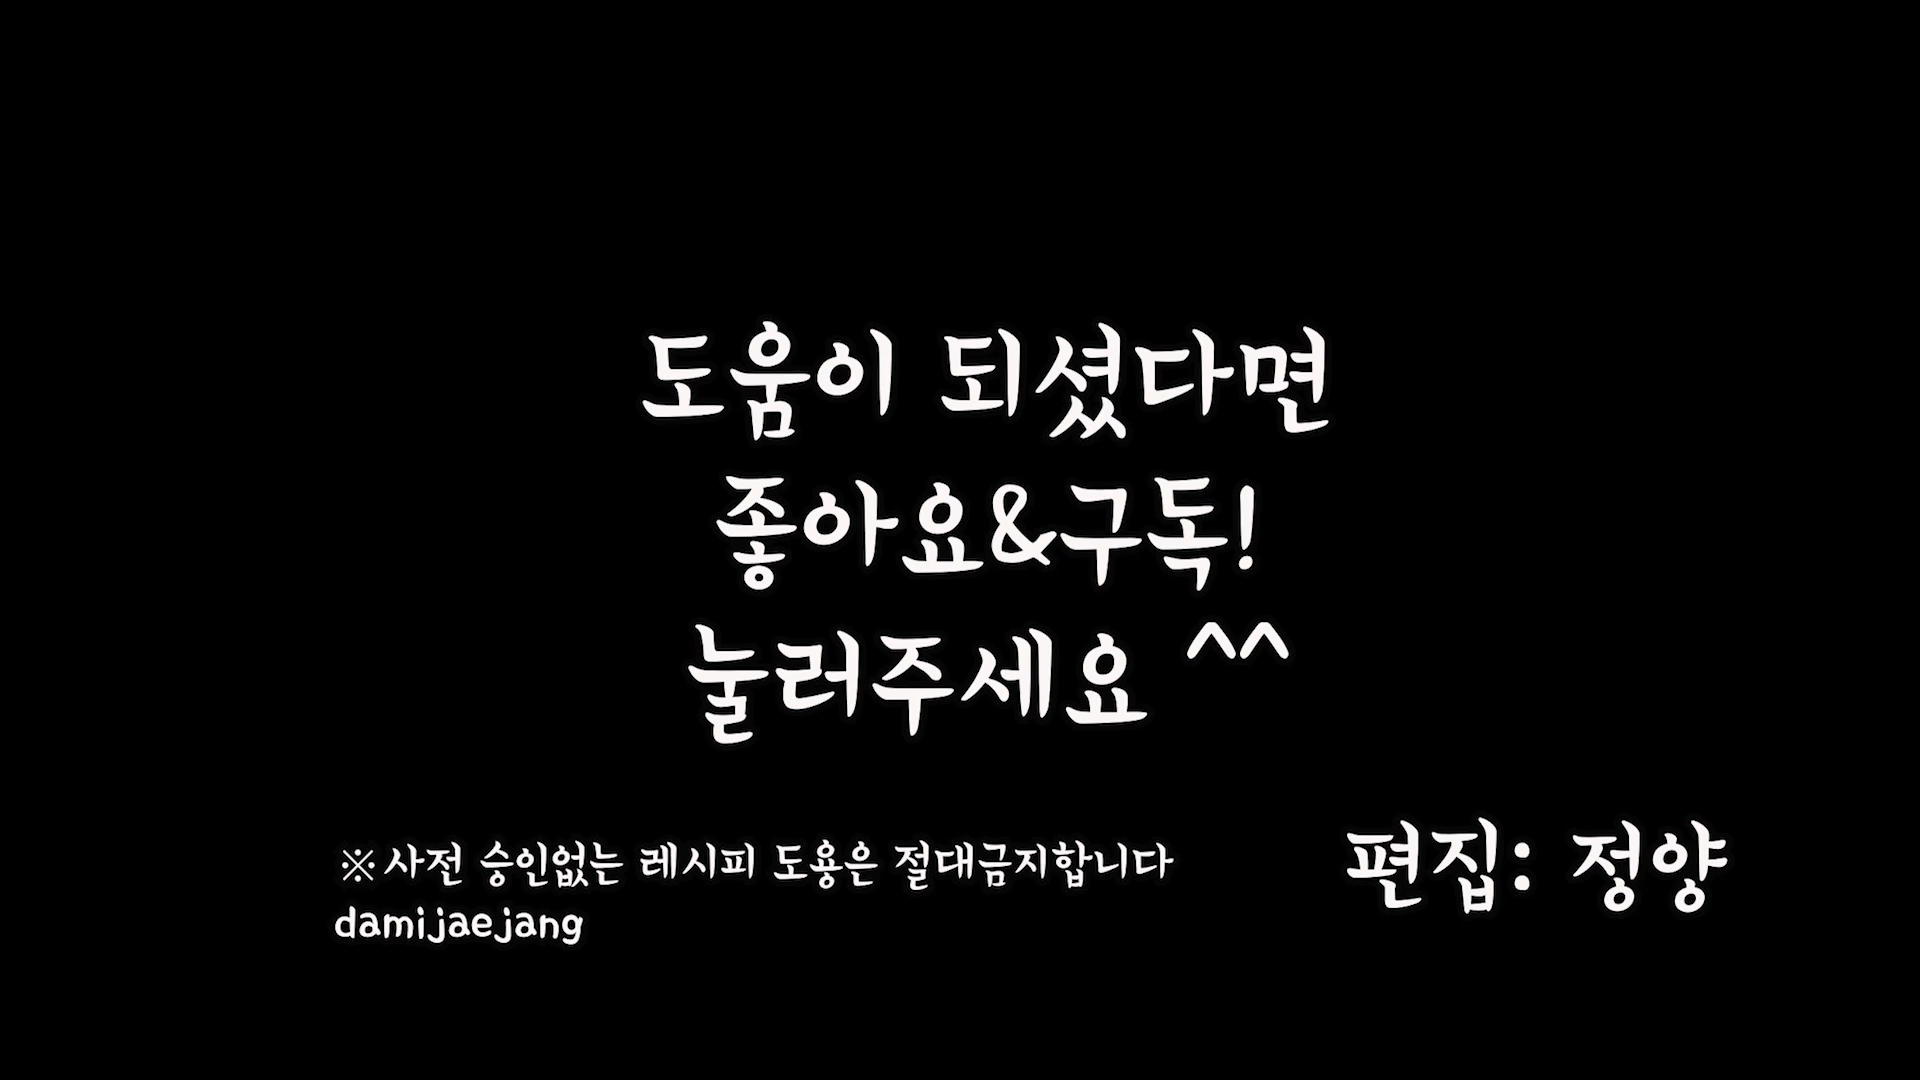 도움이 되셨다면
좋아요&구독!
눌러주세요 ^^
※사전 승인없는 레시피 도용은 절대금지합니다
damijaejang
편집: 정양